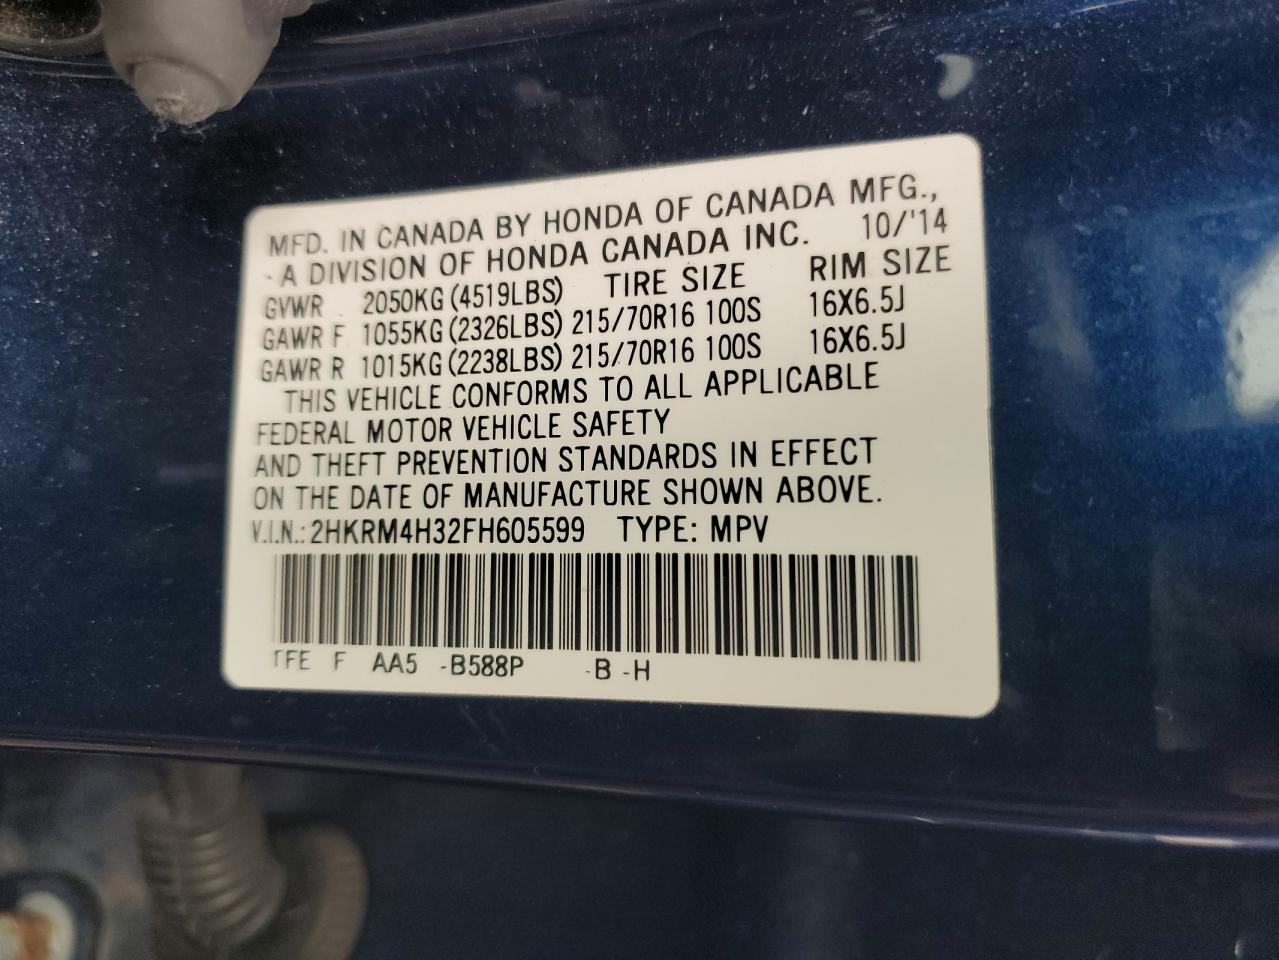 MFD. IN CANADA BY HONDA OF CANADA MFG.,
A DIVISION OF HONDA CANADA INC. 10/'14
GVWR 2050KG (4519LBS) TIRE SIZE RIM SIZE
GAWR F 1055KG (2326LBS) 215/70R16 100S 16X6.5J
GAWR R 1015KG (2238LBS) 215/70R16 100S 16X6.5J
THIS VEHICLE CONFORMS TO ALL APPLICABLE
FEDERAL MOTOR VEHICLE SAFETY
AND THEFT PREVENTION STANDARDS IN EFFECT
ON THE DATE OF MANUFACTURE SHOWN ABOVE.
V.I.N.: 2HKRM4H32FH605599 TYPE: MPV
TFE F AA5 -B588P -B -H